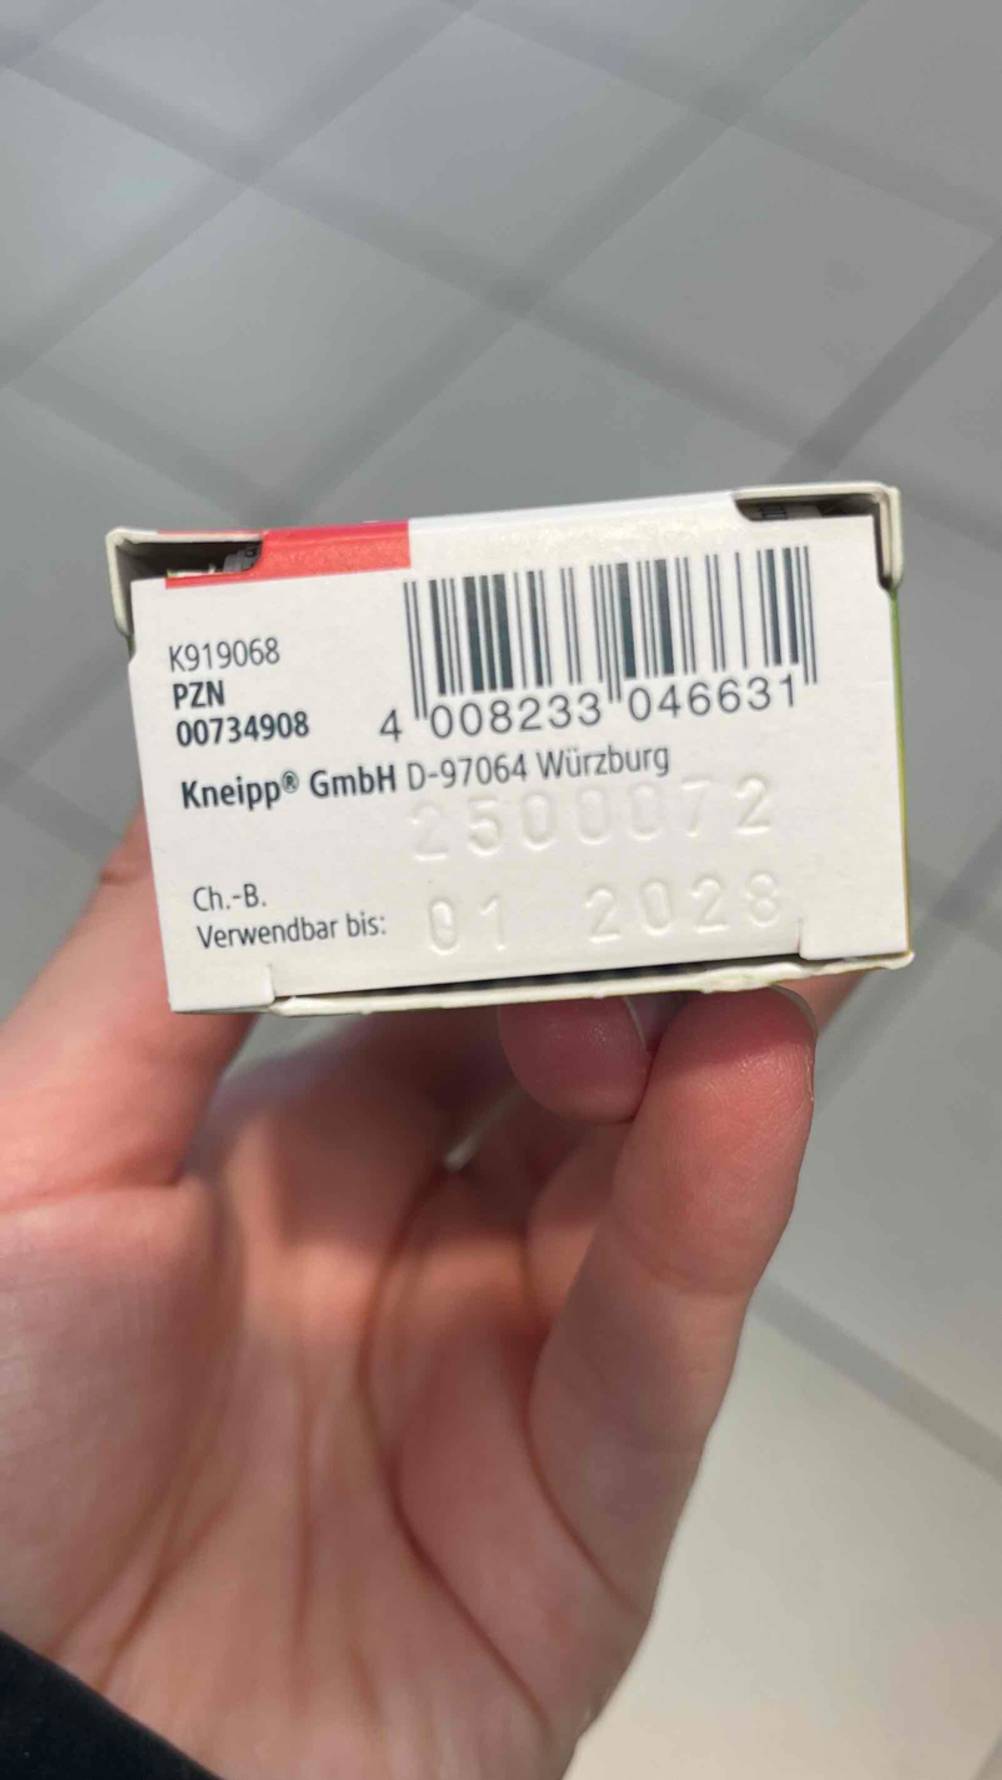 K919068
PZN
00734908
4 008233 046631
Kneipp® GmbH D-97064 Würzburg
2500072
Ch.-B.
Verwendbar bis: 01 2028